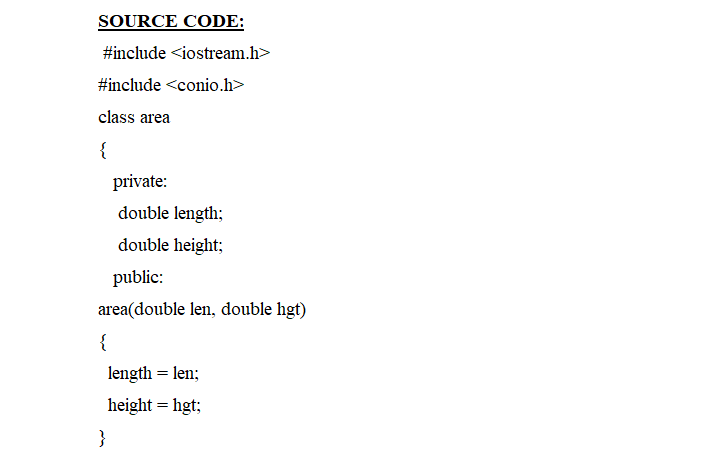 SOURCE CODE:
#include <iostream.h>
#include <conio.h>
class area
{
private:
double length;
double height;
public:
area(double len, double hgt)
{
length = len;
height = hgt;
}